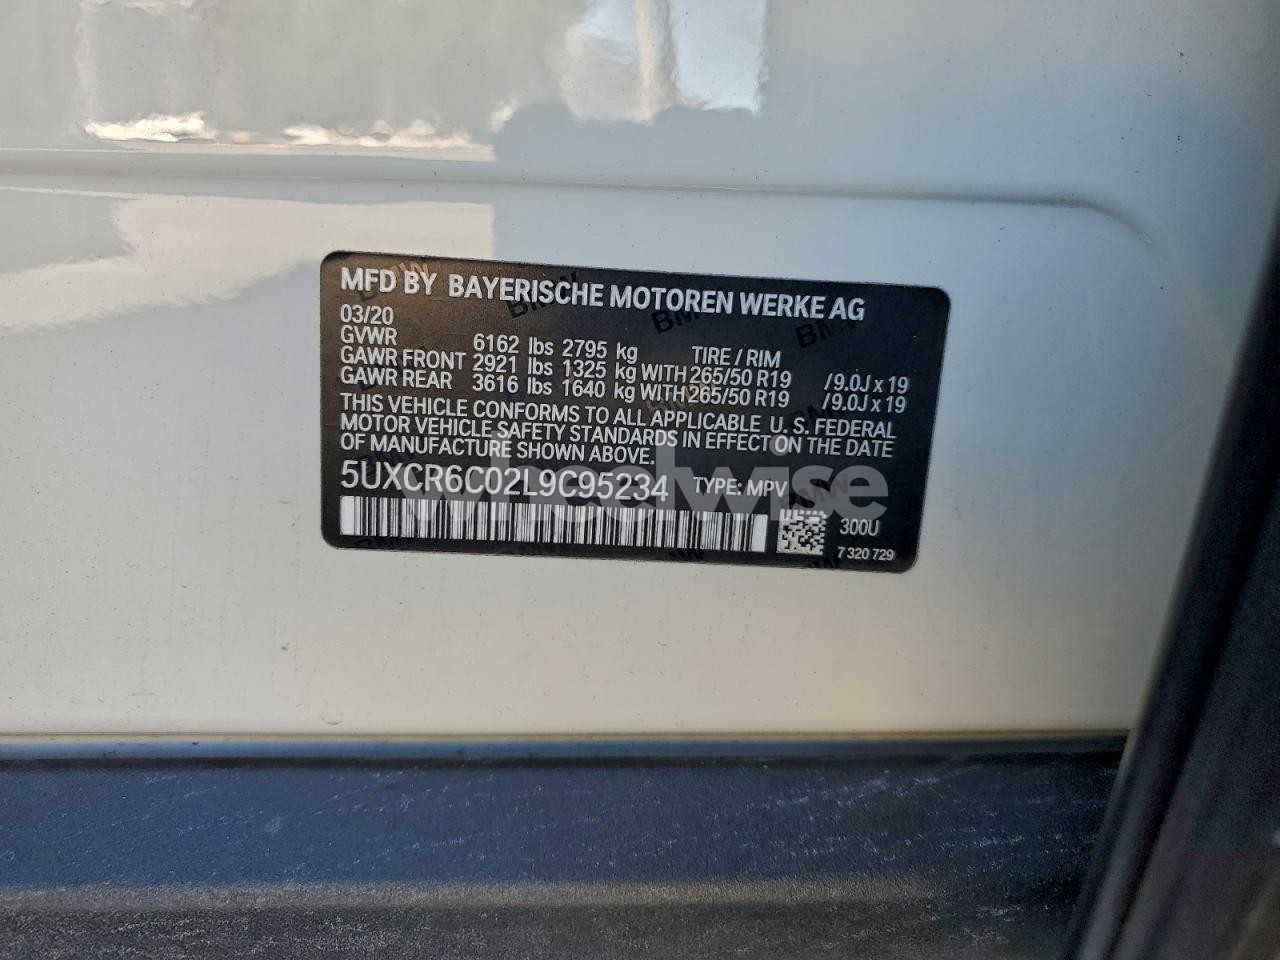 MFD BY BAYERISCHE MOTOREN WERKE AG
03/20
GVWR 6162 lbs 2795 kg TIRE / RIM
GAWR FRONT 2921 lbs 1325 kg WITH 265/50 R19 /9.0J x 19
GAWR REAR 3616 lbs 1640 kg WITH 265/50 R19 /9.0J x 19
THIS VEHICLE CONFORMS TO ALL APPLICABLE U. S. FEDERAL
MOTOR VEHICLE SAFETY STANDARDS IN EFFECT ON THE DATE
OF MANUFACTURE SHOWN ABOVE.
5UXCR6C02L9C95234 TYPE: MPV
300U
7 320 729
wheelwise